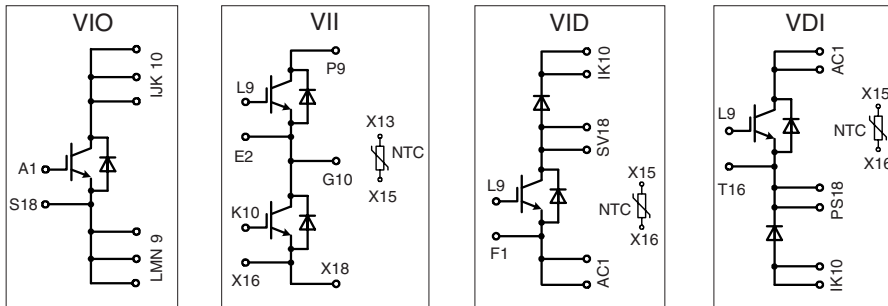 VIO
IJK 10
A1
S18
LMN 9
VII
P9
L9
X13
NTC
E2
G10
X15
K10
X16
X18
VID
IK10
SV18
L9
X15
NTC
X16
F1
AC1
VDI
AC1
X15
L9
NTC
X16
T16
PS18
IK10